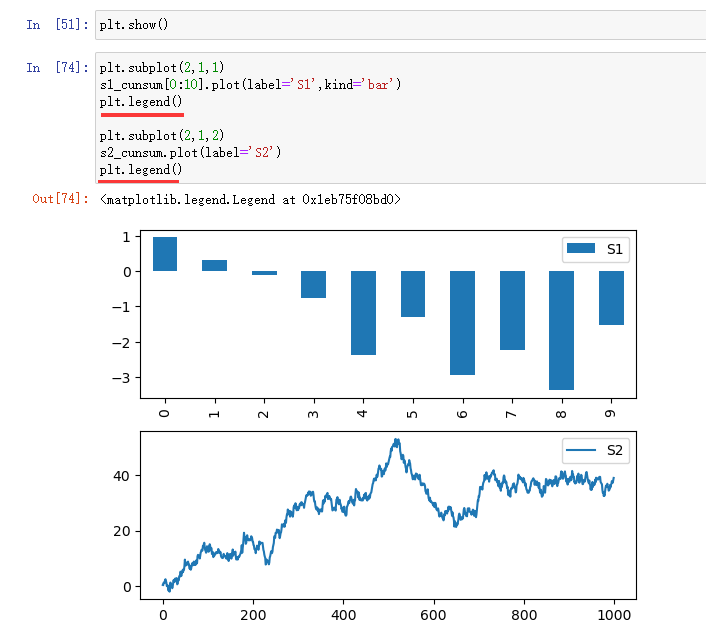 In [51]: plt.show()
In [74]: plt.subplot(2,1,1)
s1_cunsum[0:10].plot(label='S1',kind='bar')
plt.legend()
plt.subplot(2,1,2)
s2_cunsum.plot(label='S2')
plt.legend()
Out[74]: <matplotlib.legend.Legend at 0x1eb75f08bd0>
S1
1
0
−1
−2
−3
0 1 2 3 4 5 6 7 8 9
S2
40
20
0
0 200 400 600 800 1000